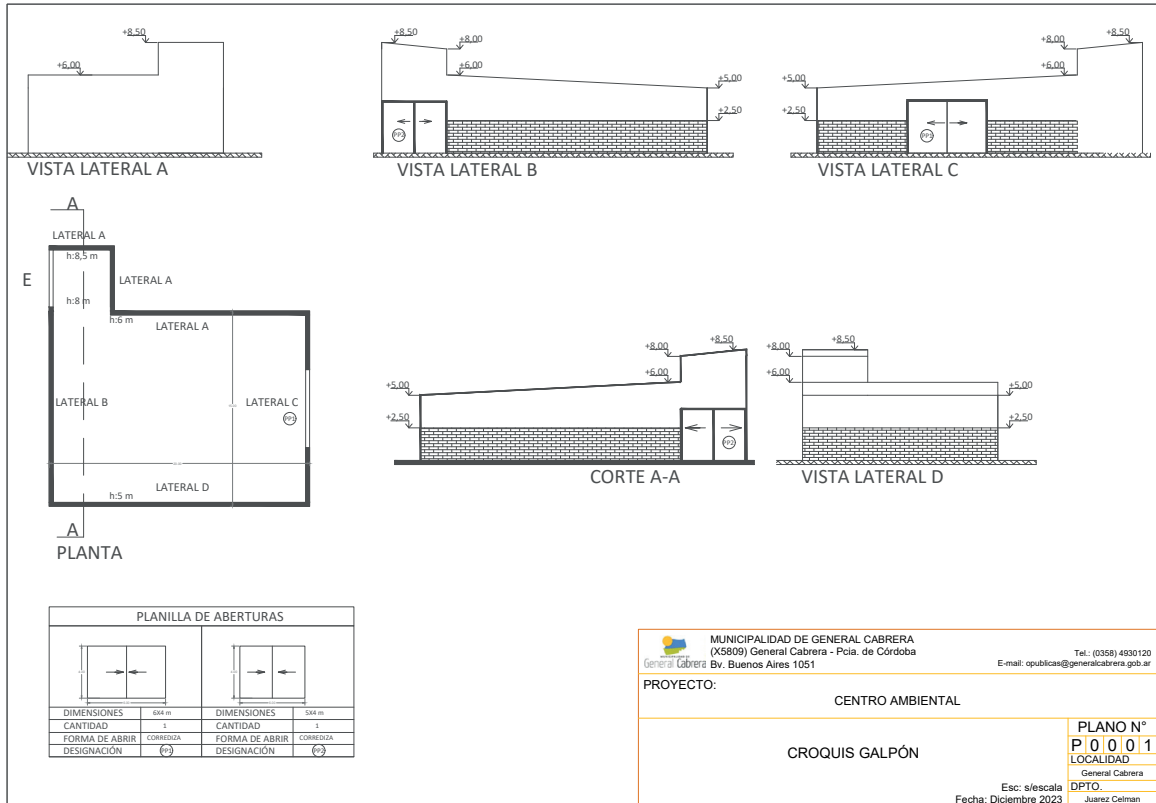 +8,50
+6,00
VISTA LATERAL A
+8,50
+8,00
+6,00
+5,00
+2,50
PP2
VISTA LATERAL B
+8,50
+8,00
+6,00
+5,00
+2,50
PP1
VISTA LATERAL C
A
LATERAL A
h:8,5 m
E
LATERAL A
h:8 m
h:6 m
LATERAL A
LATERAL B
LATERAL C
PP1
LATERAL D
h:5 m
A
PLANTA
+8,50
+8,00
+6,00
+5,00
+2,50
PP2
CORTE A-A
+8,50
+8,00
+6,00
+5,00
+2,50
VISTA LATERAL D
PLANILLA DE ABERTURAS
DIMENSIONES 6X4 m DIMENSIONES 5X4 m
CANTIDAD 1 CANTIDAD 1
FORMA DE ABRIR CORREDIZA FORMA DE ABRIR CORREDIZA
DESIGNACIÓN PP1 DESIGNACIÓN PP2
General Cabrera
MUNICIPALIDAD DE GENERAL CABRERA
(X5809) General Cabrera - Pcia. de Córdoba
Bv. Buenos Aires 1051
Tel.: (0358) 4930120
E-mail: opublicas@generalcabrera.gob.ar
PROYECTO:
CENTRO AMBIENTAL
CROQUIS GALPÓN
Esc: s/escala
Fecha: Diciembre 2023
PLANO N°
P 0 0 0 1
LOCALIDAD
General Cabrera
DPTO.
Juarez Celman